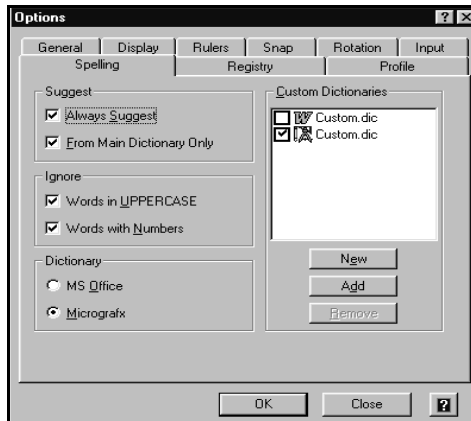 Options
General Display Rulers Snap Rotation Input
Spelling Registry Profile
Suggest
Always Suggest
From Main Dictionary Only
Ignore
Words in UPPERCASE
Words with Numbers
Dictionary
MS Office
Micrografx
Custom Dictionaries
Custom.dic
Custom.dic
New
Add
Remove
OK Close ?